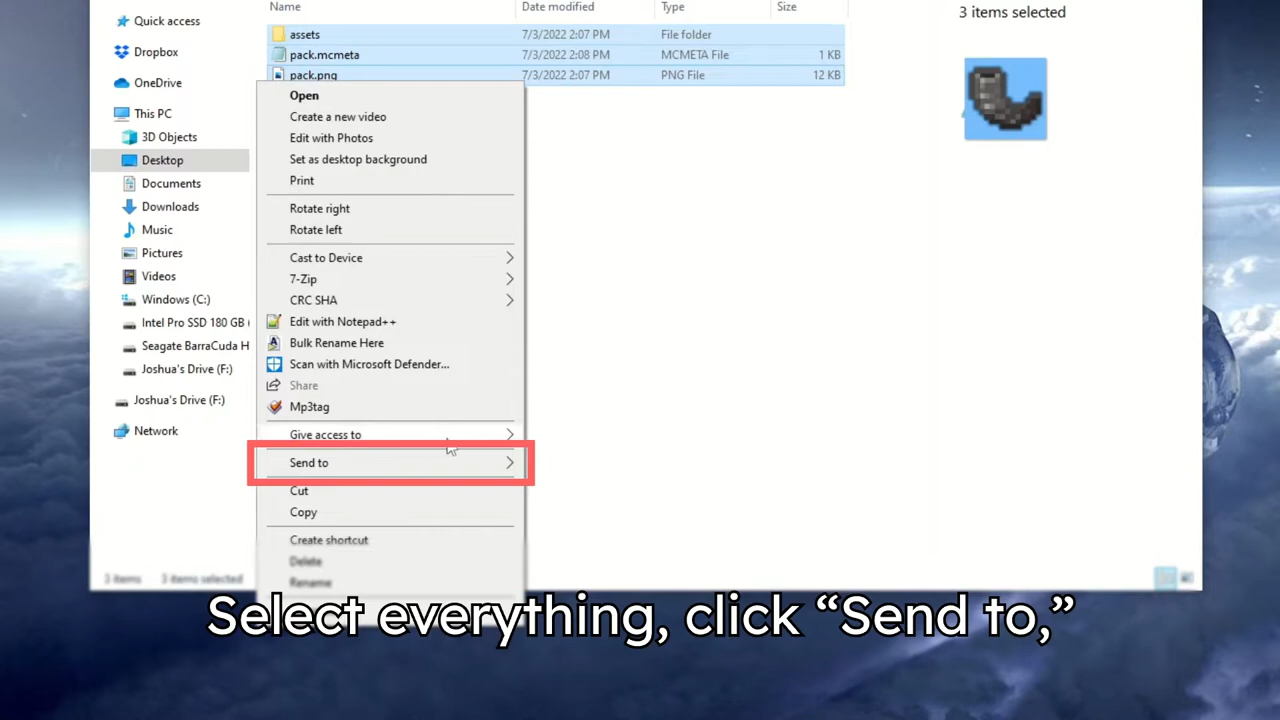 Name Date modified Type Size
3 items selected
Quick access
assets 7/3/2022 2:07 PM File folder
Dropbox
pack.mcmeta 7/3/2022 2:08 PM MCMETA File 1 KB
pack.png 7/3/2022 2:07 PM PNG File 12 KB
OneDrive
This PC
3D Objects
Desktop
Documents
Downloads
Music
Pictures
Videos
Windows (C:)
Intel Pro SSD 180 GB (
Seagate BarraCuda H
Joshua's Drive (F:)
Joshua's Drive (F:)
Network
Open
Create a new video
Edit with Photos
Set as desktop background
Print
Rotate right
Rotate left
Cast to Device
7-Zip
CRC SHA
Edit with Notepad++
Bulk Rename Here
Scan with Microsoft Defender...
Share
Mp3tag
Give access to
Send to
Cut
Copy
Create shortcut
Delete
Rename
3 items 3 items selected
Select everything, click “Send to,”